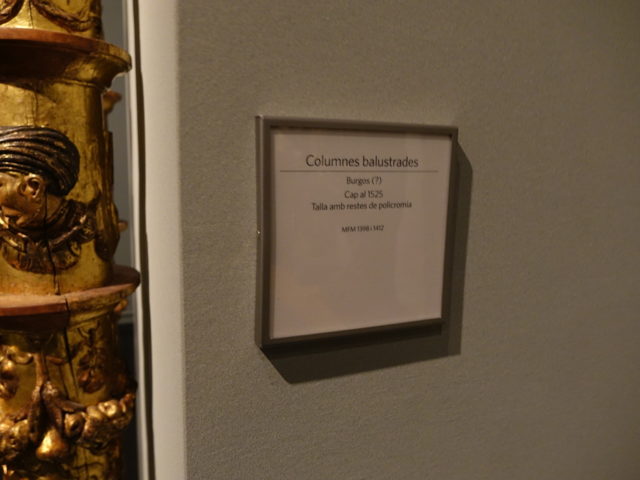 Columnes balustrades
Burgos (?)
Cap al 1525
Talla amb restes de policromia
MFM 1398 i 1412